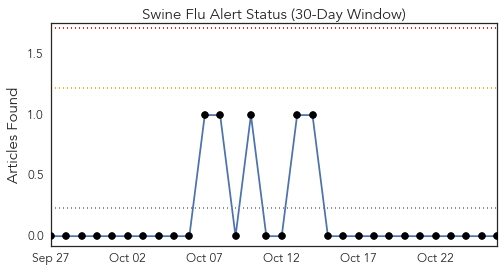 Swine Flu Alert Status (30-Day Window)
Articles Found
1.5
1.0
0.5
0.0
Sep 27 Oct 02 Oct 07 Oct 12 Oct 17 Oct 22